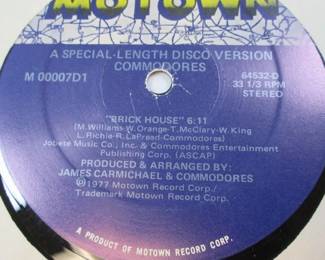 MOTOWN
A SPECIAL-LENGTH DISCO VERSION
COMMODORES
M 00007D1
64532-D
33 1/3 RPM
STEREO
"BRICK HOUSE" 6:11
(M.Williams-W.Orange-T.McClary-W.King
L.Richie-R.LaPread-Commodores)
Jobete Music Co., Inc. & Commodores Entertainment
Publishing Corp. (ASCAP)
PRODUCED & ARRANGED BY:
JAMES CARMICHAEL & COMMODORES
℗1977 Motown Record Corp./
Trademark Motown Record Corp.
A PRODUCT OF MOTOWN RECORD CORP.